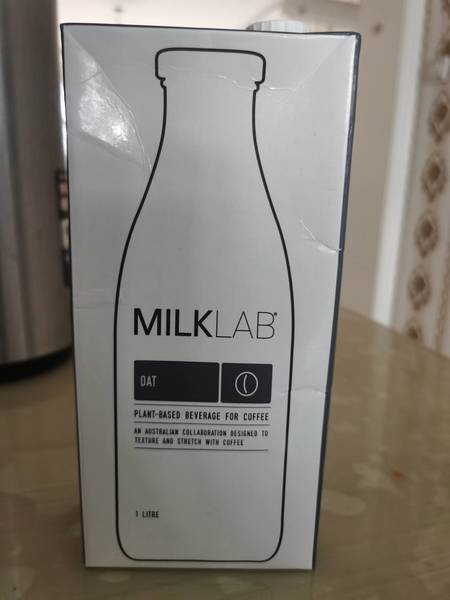 MILKLAB®
OAT
PLANT-BASED BEVERAGE FOR COFFEE
AN AUSTRALIAN COLLABORATION DESIGNED TO
TEXTURE AND STRETCH WITH COFFEE
1 LITRE